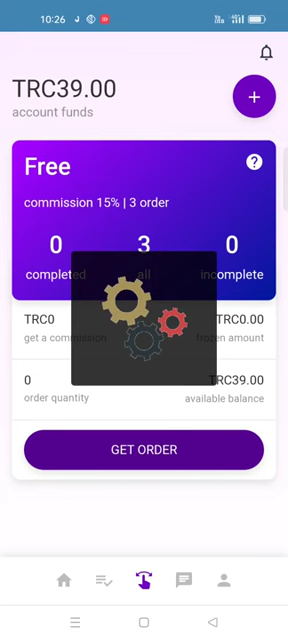 10:26
TRC39.00
account funds
Free
commission 15% | 3 order
0 3 0
completed all incomplete
TRC0 TRC0.00
get a commission frozen amount
0 TRC39.00
order quantity available balance
GET ORDER